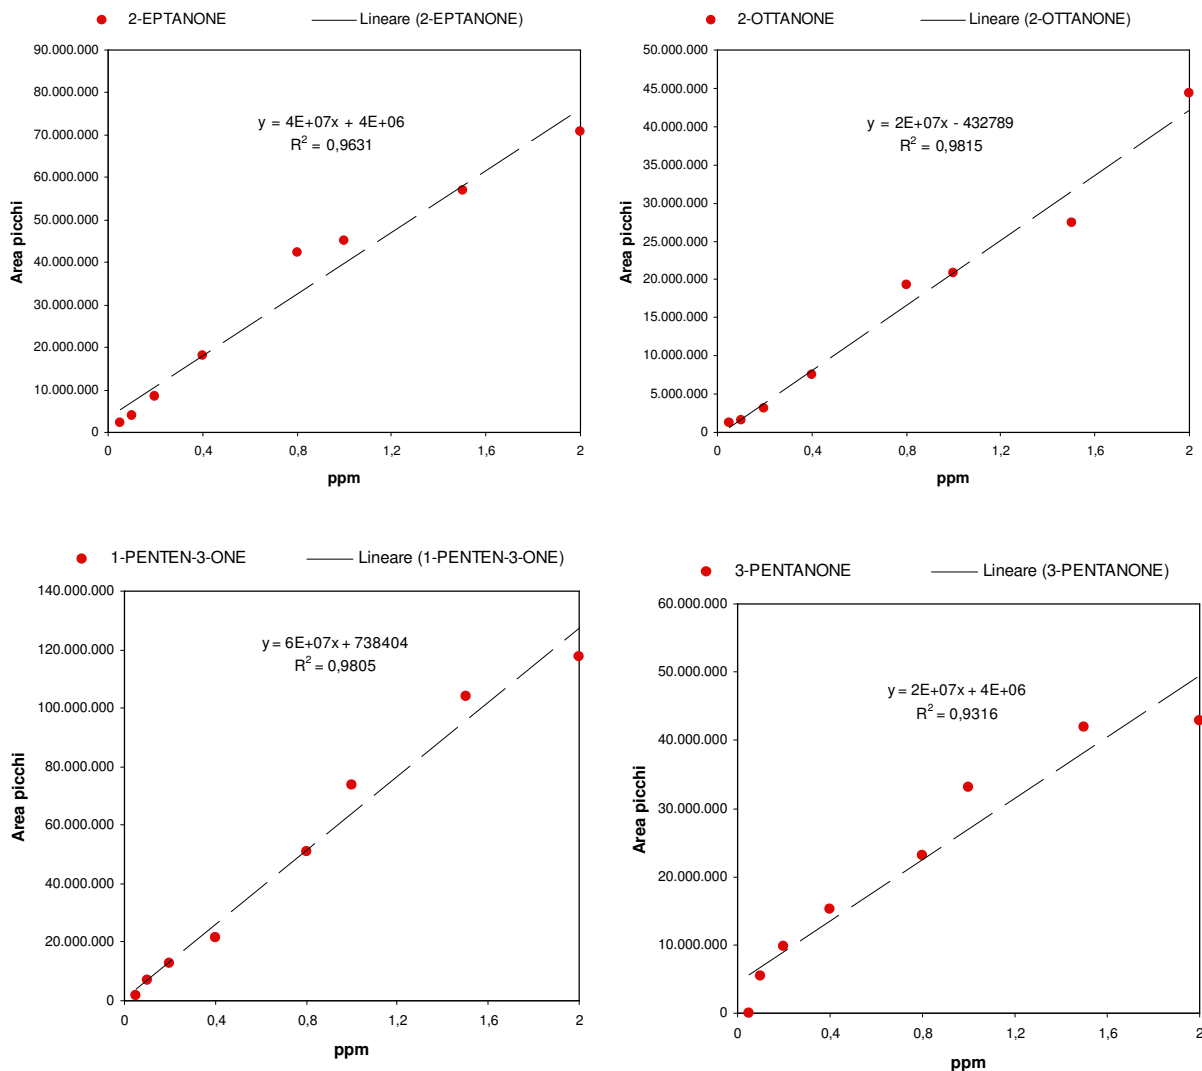 2-EPTANONE Lineare (2-EPTANONE)
90.000.000
80.000.000
70.000.000
60.000.000
50.000.000
40.000.000
30.000.000
20.000.000
10.000.000
0
Area picchi
y = 4E+07x + 4E+06
R² = 0,9631
0 0,4 0,8 1,2 1,6 2
ppm
2-OTTANONE Lineare (2-OTTANONE)
50.000.000
45.000.000
40.000.000
35.000.000
30.000.000
25.000.000
20.000.000
15.000.000
10.000.000
5.000.000
0
Area picchi
y = 2E+07x - 432789
R² = 0,9815
0 0,4 0,8 1,2 1,6 2
ppm
1-PENTEN-3-ONE Lineare (1-PENTEN-3-ONE)
140.000.000
120.000.000
100.000.000
80.000.000
60.000.000
40.000.000
20.000.000
0
Area picchi
y = 6E+07x + 738404
R² = 0,9805
0 0,4 0,8 1,2 1,6 2
ppm
3-PENTANONE Lineare (3-PENTANONE)
60.000.000
50.000.000
40.000.000
30.000.000
20.000.000
10.000.000
0
Area picchi
y = 2E+07x + 4E+06
R² = 0,9316
0 0,4 0,8 1,2 1,6 2
ppm